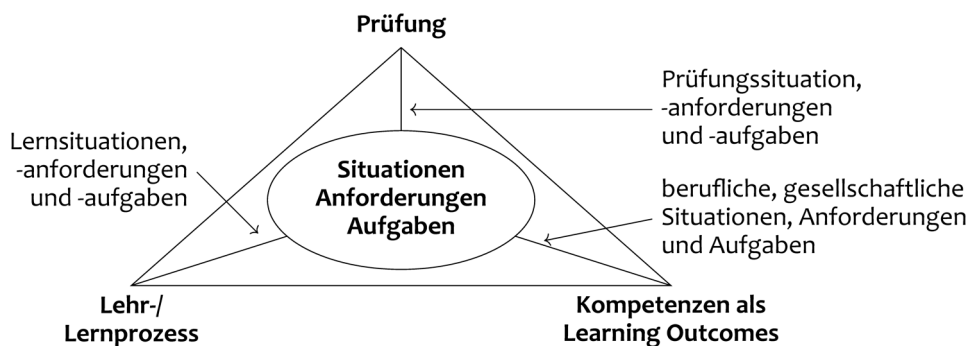 Prüfung
Prüfungssituation,
-anforderungen
und -aufgaben
Lernsituationen,
-anforderungen
und -aufgaben
Situationen
Anforderungen
Aufgaben
berufliche, gesellschaftliche
Situationen, Anforderungen
und Aufgaben
Lehr-/
Lernprozess
Kompetenzen als
Learning Outcomes